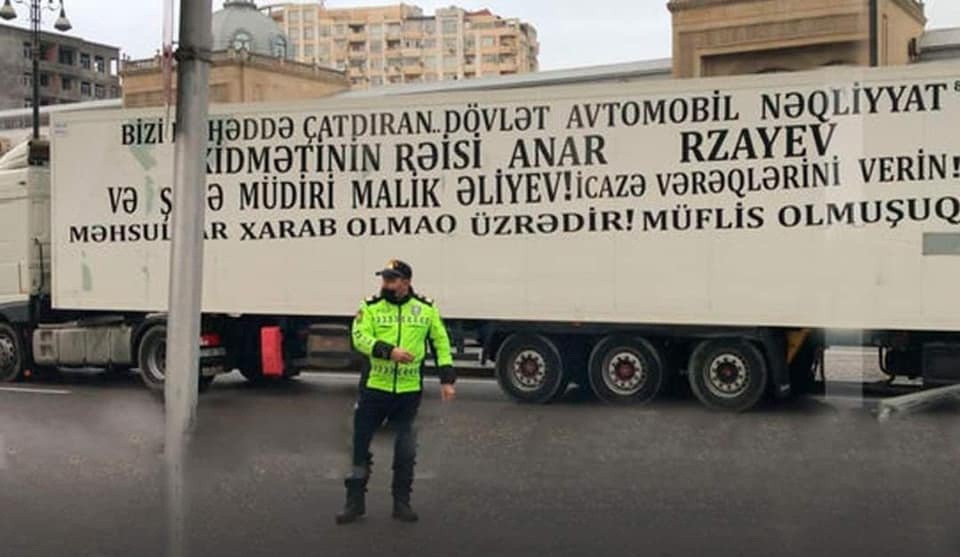 BİZİ HƏDDƏ ÇATDIRAN..DÖVLƏT AVTOMOBİL NƏQLİYYAT
XİDMƏTİNİN RƏİSİ ANAR RZAYEV
VƏ MÜDİRİ MALİK ƏLİYEV!İCAZƏ VƏRƏQLƏRİNİ VERİN!
MƏHSULLAR XARAB OLMAQ ÜZRƏDİR! MÜFLİS OLMUŞUQ